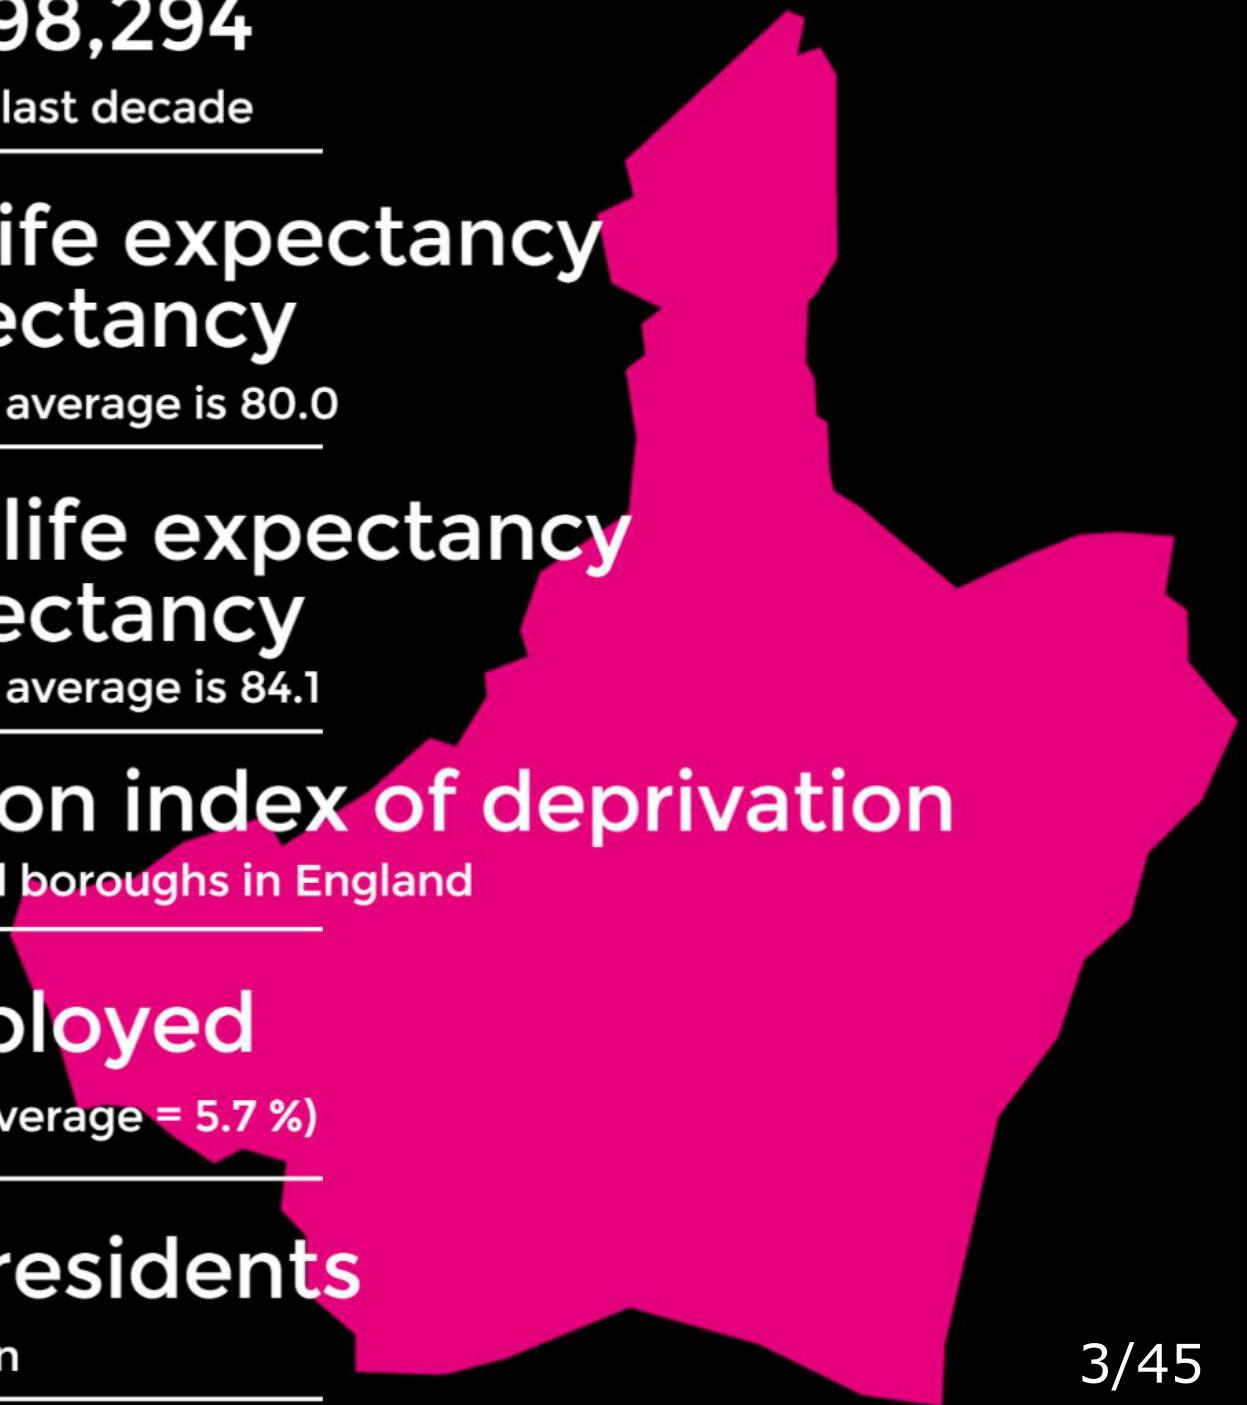 98,294
last decade
ife expectancy
ectancy
average is 80.0
life expectancy
ectancy
average is 84.1
on index of deprivation
boroughs in England
ployed
verage = 5.7 %)
residents
n
3/45